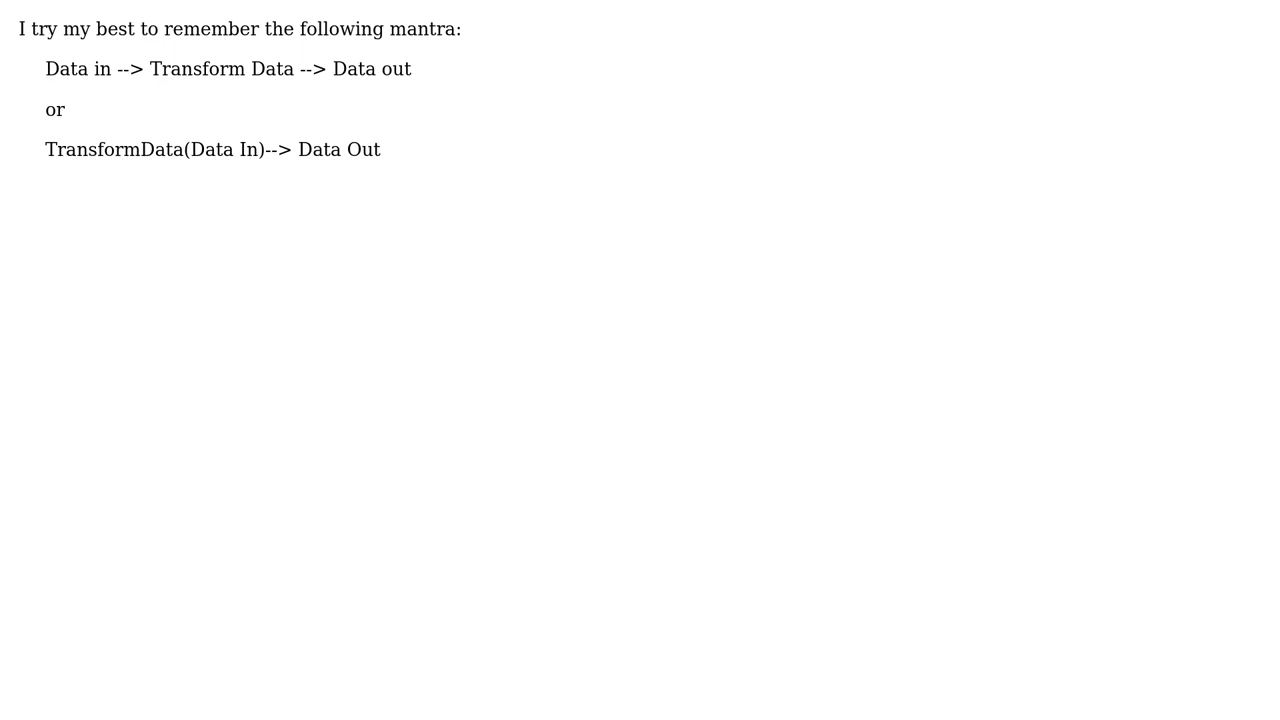 I try my best to remember the following mantra:
Data in --> Transform Data --> Data out
or
TransformData(Data In)--> Data Out